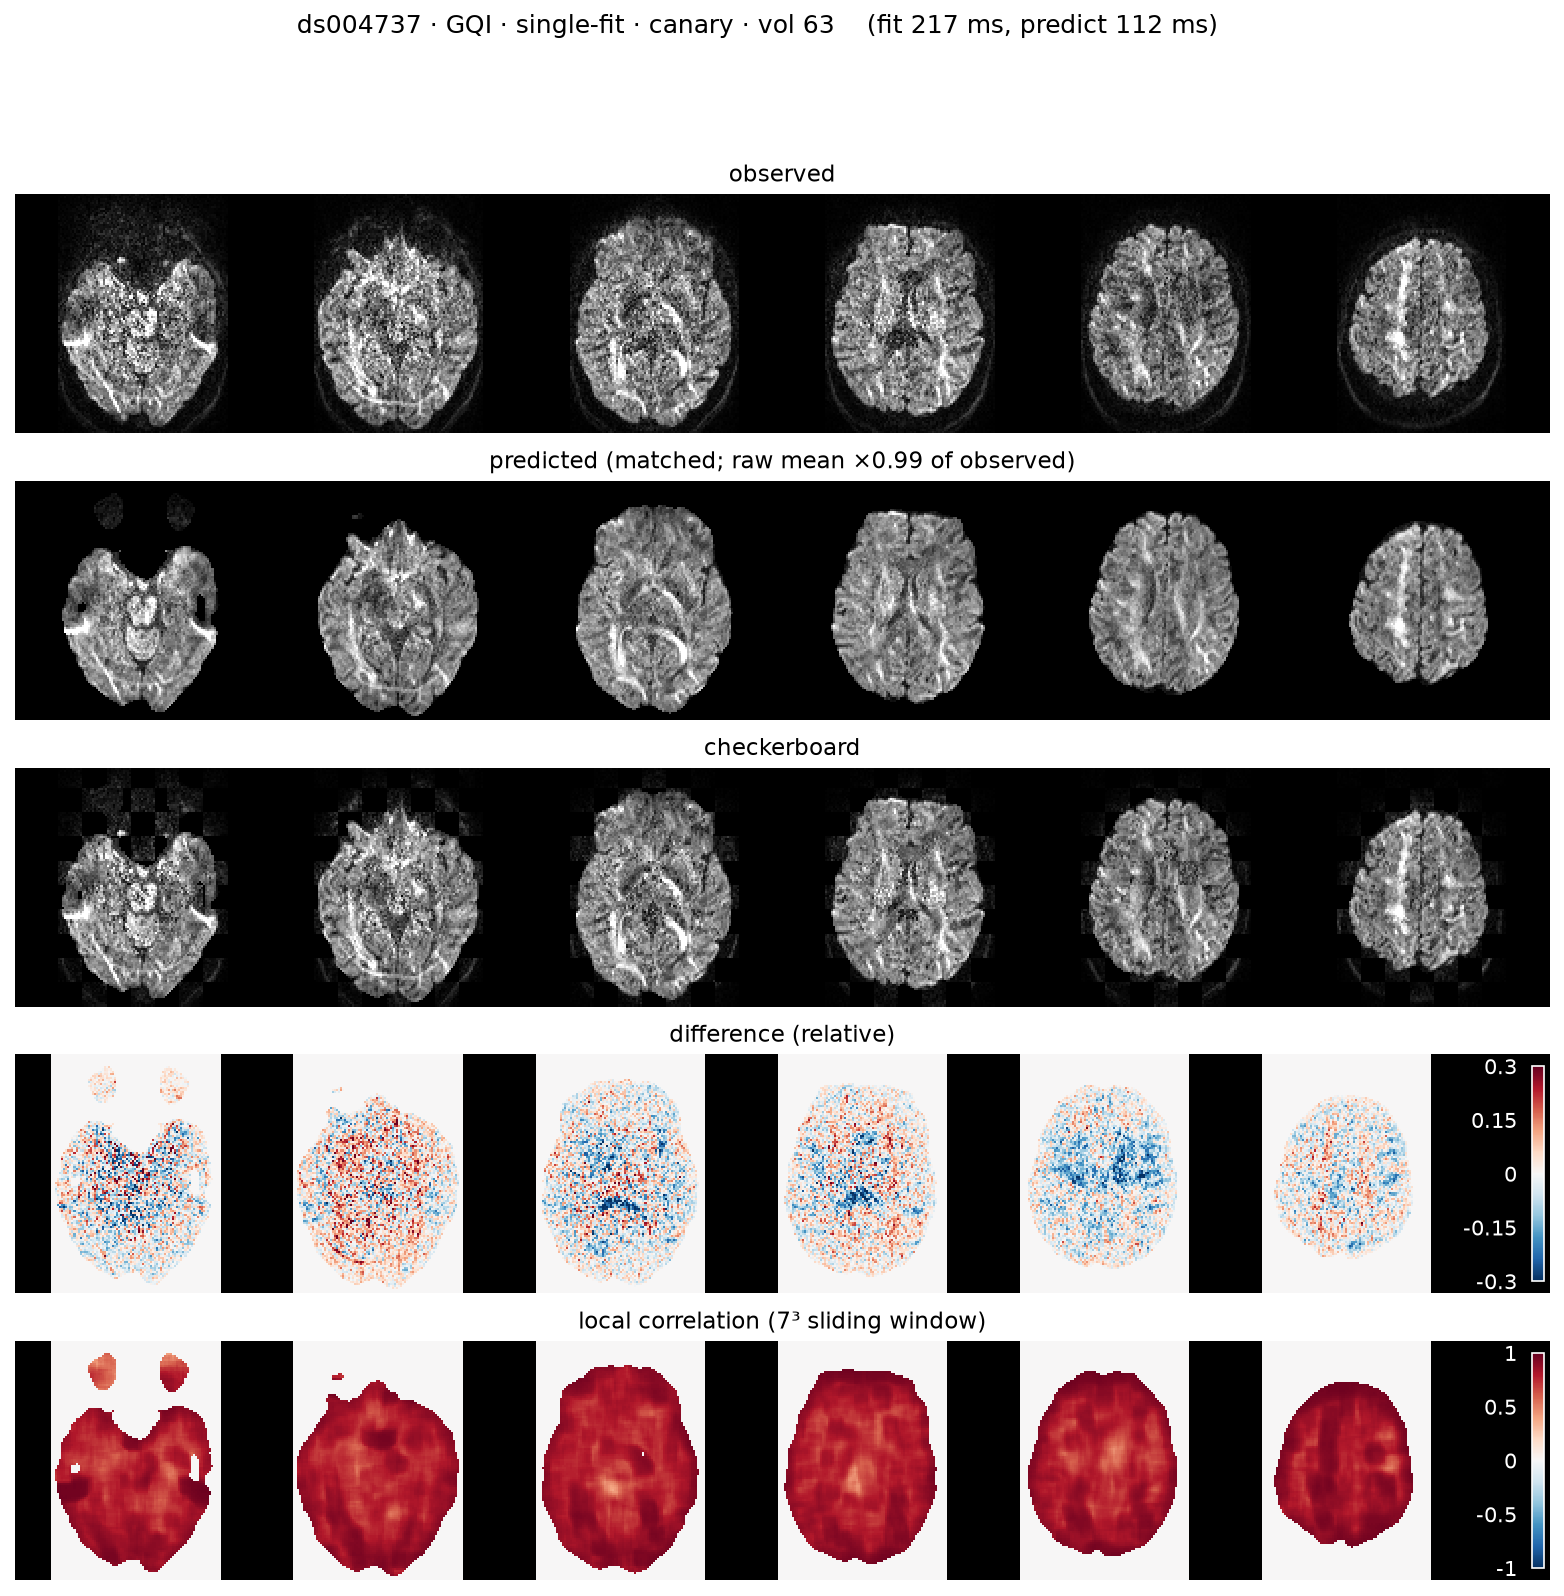 ds004737 · GQI · single-fit · canary · vol 63    (fit 217 ms, predict 112 ms)
observed
predicted (matched; raw mean ×0.99 of observed)
checkerboard
difference (relative)
0.3
0.15
0
-0.15
-0.3
local correlation (7³ sliding window)
1
0.5
0
-0.5
-1